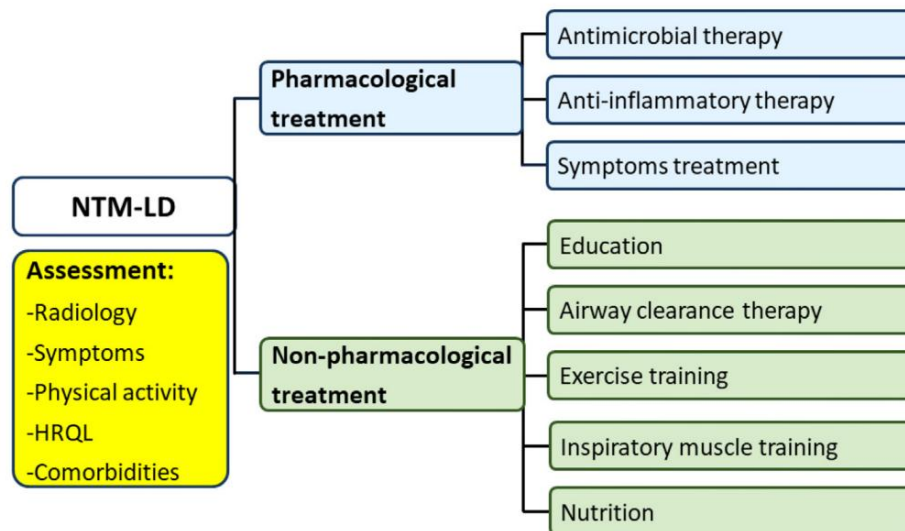 NTM-LD
Assessment:
-Radiology
-Symptoms
-Physical activity
-HRQL
-Comorbidities
Pharmacological
treatment
Antimicrobial therapy
Anti-inflammatory therapy
Symptoms treatment
Non-pharmacological
treatment
Education
Airway clearance therapy
Exercise training
Inspiratory muscle training
Nutrition